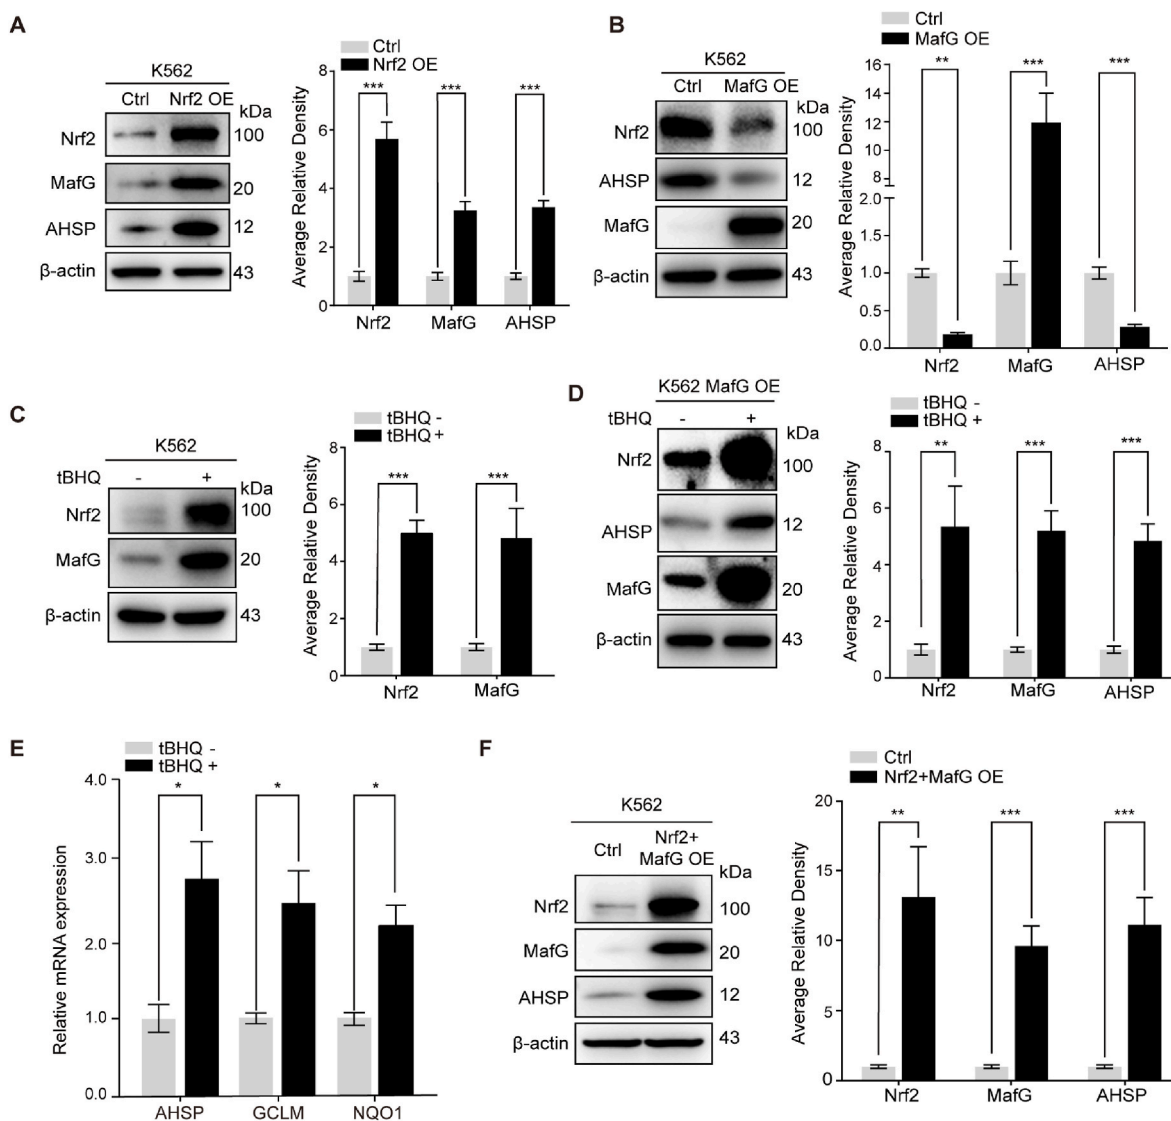 A
K562
Ctrl Nrf2 OE
kDa
Nrf2 100
MafG 20
AHSP 12
β-actin 43
Ctrl
Nrf2 OE
Average Relative Density
8
6
4
2
0
*** *** ***
Nrf2 MafG AHSP
B
K562
Ctrl MafG OE
kDa
Nrf2 100
AHSP 12
MafG 20
β-actin 43
Ctrl
MafG OE
Average Relative Density
16
14
12
10
8
6
4
2
1.0
0.5
0.0
** *** ***
Nrf2 MafG AHSP
C
K562
tBHQ - +
kDa
Nrf2 100
MafG 20
β-actin 43
tBHQ -
tBHQ +
Average Relative Density
8
6
4
2
0
*** ***
Nrf2 MafG
D
K562 MafG OE
tBHQ - +
kDa
Nrf2 100
AHSP 12
MafG 20
β-actin 43
tBHQ -
tBHQ +
Average Relative Density
8
6
4
2
0
** *** ***
Nrf2 MafG AHSP
E
tBHQ -
tBHQ +
Relative mRNA expression
4.0
3.0
2.0
1.0
0.0
* * *
AHSP GCLM NQO1
F
K562
Ctrl Nrf2+
MafG OE
kDa
Nrf2 100
MafG 20
AHSP 12
β-actin 43
Ctrl
Nrf2+MafG OE
Average Relative Density
20
15
10
5
0
** *** ***
Nrf2 MafG AHSP